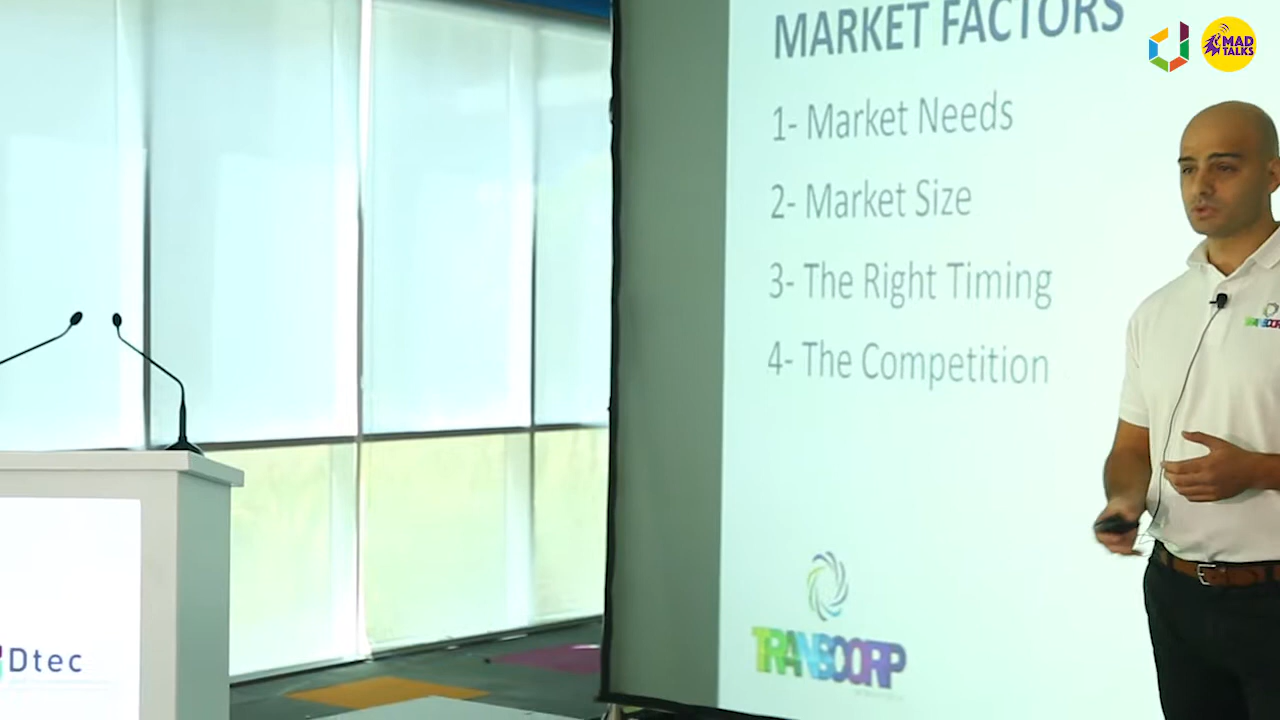 MARKET FACTORS
1- Market Needs
2- Market Size
3- The Right Timing
4- The Competition
TRANSCORP
MAD
TALKS
TRANSCORP
Dtec